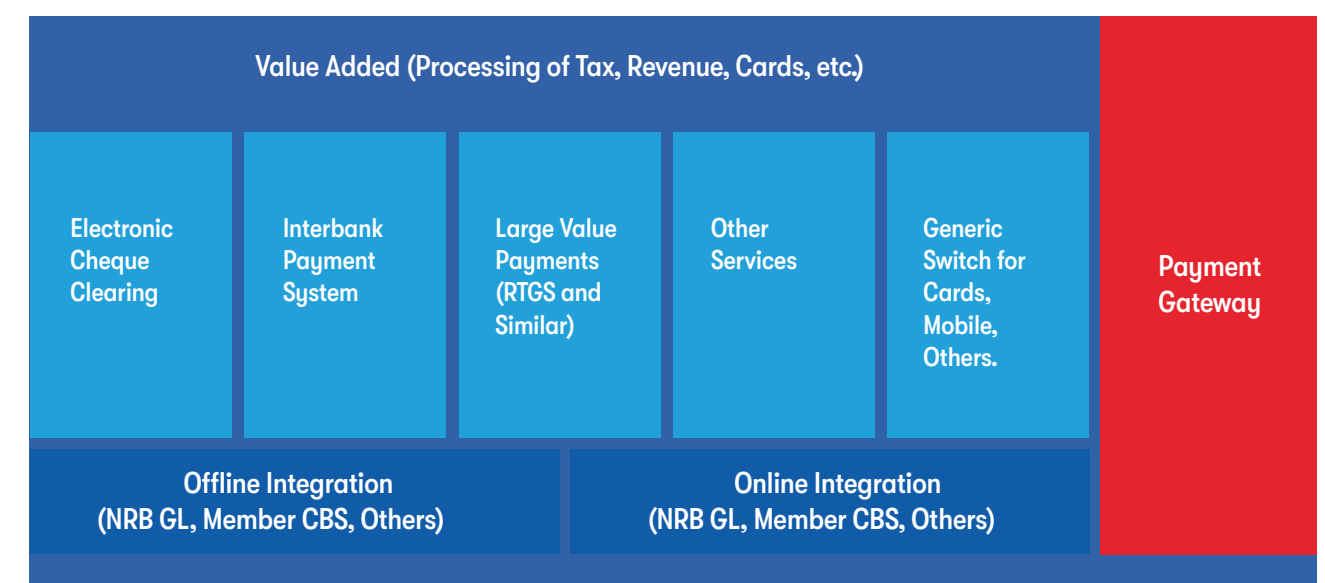 Value Added (Processing of Tax, Revenue, Cards, etc.)
Electronic
Cheque
Clearing
Interbank
Payment
System
Large Value
Payments
(RTGS and
Similar)
Other
Services
Generic
Switch for
Cards,
Mobile,
Others.
Payment
Gateway
Offline Integration
(NRB GL, Member CBS, Others)
Online Integration
(NRB GL, Member CBS, Others)